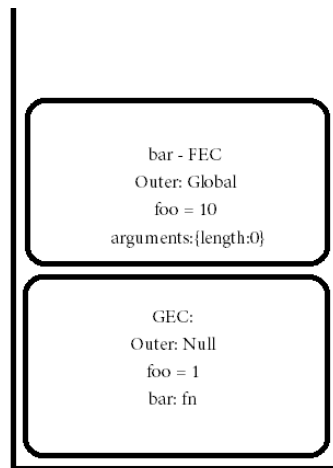 bar - FEC
Outer: Global
foo = 10
arguments:{length:0}
GEC:
Outer: Null
foo = 1
bar: fn